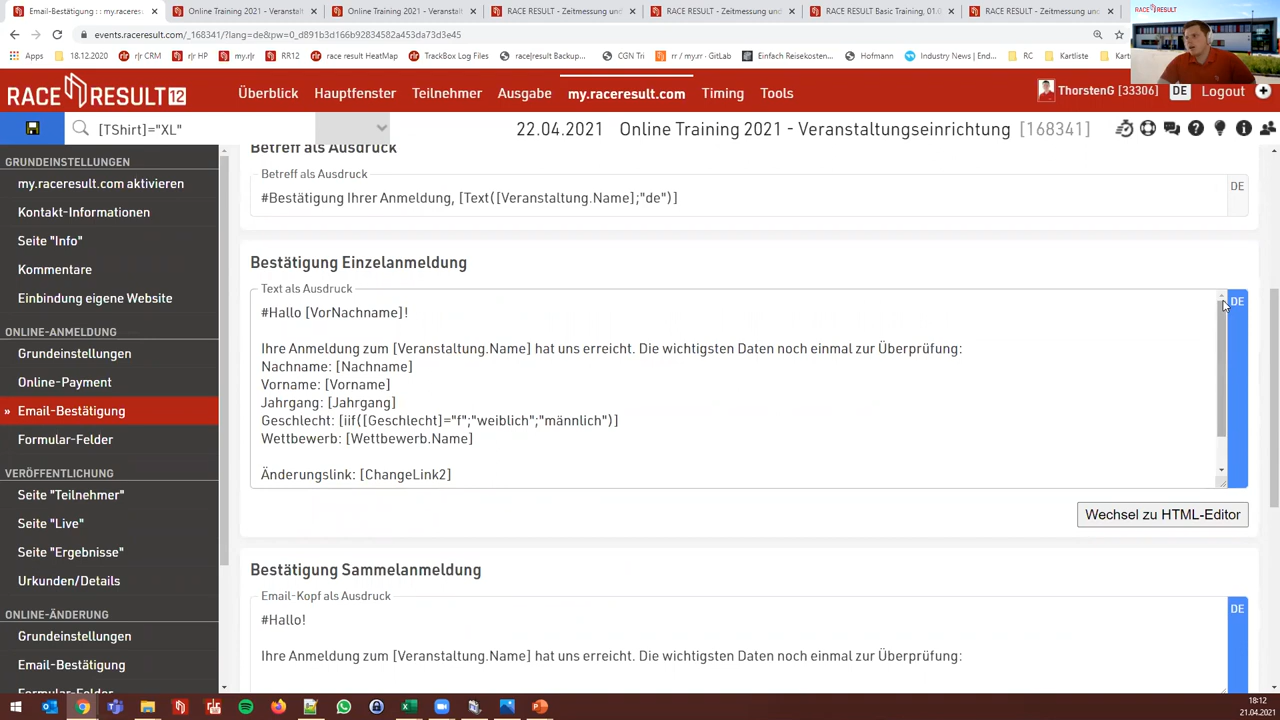 Email-Bestätigung : : my.raceresu
Online Training 2021 - Veranstalt
Online Training 2021 - Veranstalt
RACE RESULT - Zeitmessung und
RACE RESULT - Zeitmessung und
RACE RESULT Basic Training, 01.0
RACE RESULT - Zeitmessung und
events.raceresult.com/_168341/?lang=de&pw=0_d891b3d166b92834582a453da7305e45
Apps
18.12.2020
r|r CRM
r|r HP
my.r|r
RR12
race result HeatMap
TrackBox Log Files
race|result Backup...
CGN Tri
rr / my.rr · GitLab
Einfach Reisekosten...
Hofmann
Industry News | End...
RC
Kartliste
Kart
RACE RESULT
RACE RESULT 12
Überblick
Hauptfenster
Teilnehmer
Ausgabe
my.raceresult.com
Timing
Tools
ThorstenG [33306]
DE
Logout
[TShirt]="XL"
22.04.2021 Online Training 2021 - Veranstaltungseinrichtung [168341]
GRUNDEINSTELLUNGEN
my.raceresult.com aktivieren
Kontakt-Informationen
Seite "Info"
Kommentare
Einbindung eigene Website
ONLINE-ANMELDUNG
Grundeinstellungen
Online-Payment
» Email-Bestätigung
Formular-Felder
VERÖFFENTLICHUNG
Seite "Teilnehmer"
Seite "Live"
Seite "Ergebnisse"
Urkunden/Details
ONLINE-ÄNDERUNG
Grundeinstellungen
Email-Bestätigung
Formular-Felder
Betreff als Ausdruck
Betreff als Ausdruck
#Bestätigung Ihrer Anmeldung, [Text([Veranstaltung.Name];"de")]
DE
Bestätigung Einzelanmeldung
Text als Ausdruck
#Hallo [VorNachname]!
Ihre Anmeldung zum [Veranstaltung.Name] hat uns erreicht. Die wichtigsten Daten noch einmal zur Überprüfung:
Nachname: [Nachname]
Vorname: [Vorname]
Jahrgang: [Jahrgang]
Geschlecht: [iif([Geschlecht]="f";"weiblich";"männlich")]
Wettbewerb: [Wettbewerb.Name]
Änderungslink: [ChangeLink2]
DE
Wechsel zu HTML-Editor
Bestätigung Sammelanmeldung
Email-Kopf als Ausdruck
#Hallo!
Ihre Anmeldung zum [Veranstaltung.Name] hat uns erreicht. Die wichtigsten Daten noch einmal zur Überprüfung:
DE
18:12
21.04.2021